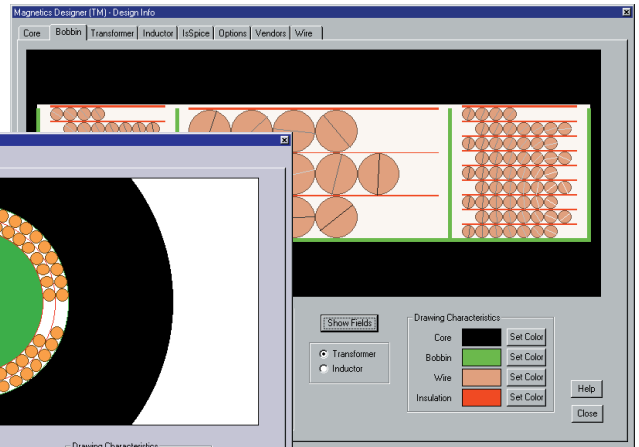 Magnetics Designer (TM) - Design Info
Core Bobbin Transformer Inductor IsSpice Options Vendors Wire
Show Fields
Transformer
Inductor
Drawing Characteristics
Core Set Color
Bobbin Set Color
Wire Set Color
Insulation Set Color
Help
Close
Drawing Characteristics